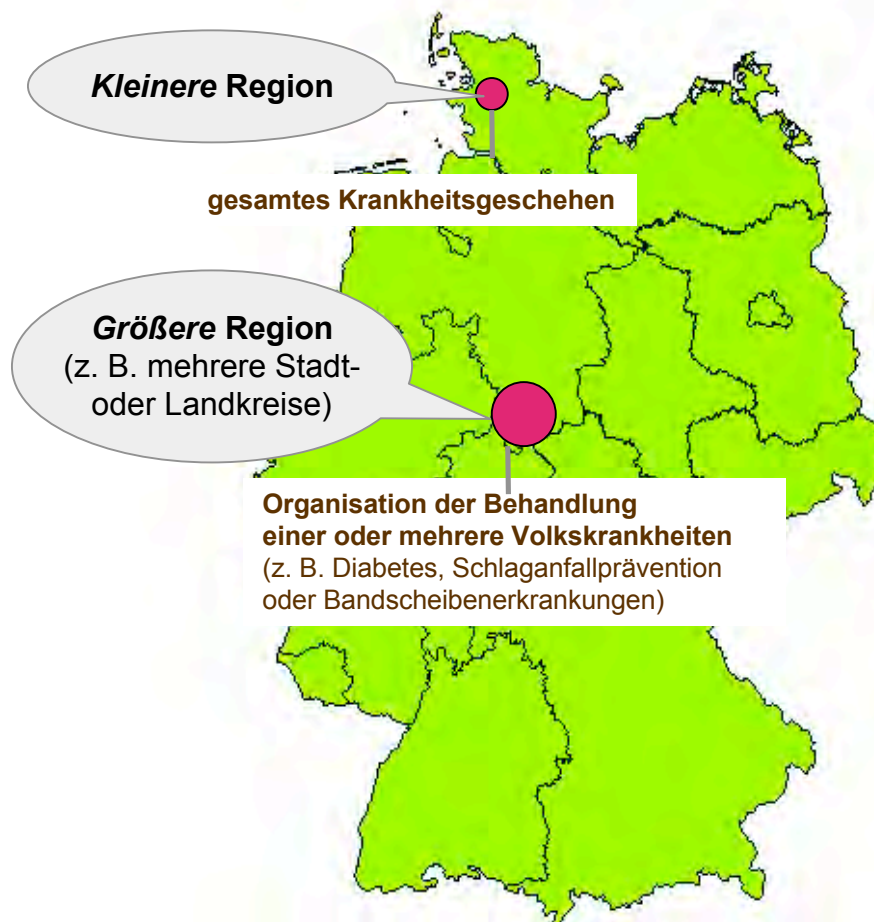 Kleinere Region
gesamtes Krankheitsgeschehen
Größere Region
(z. B. mehrere Stadt-
oder Landkreise)
Organisation der Behandlung
einer oder mehrere Volkskrankheiten
(z. B. Diabetes, Schlaganfallprävention
oder Bandscheibenerkrankungen)